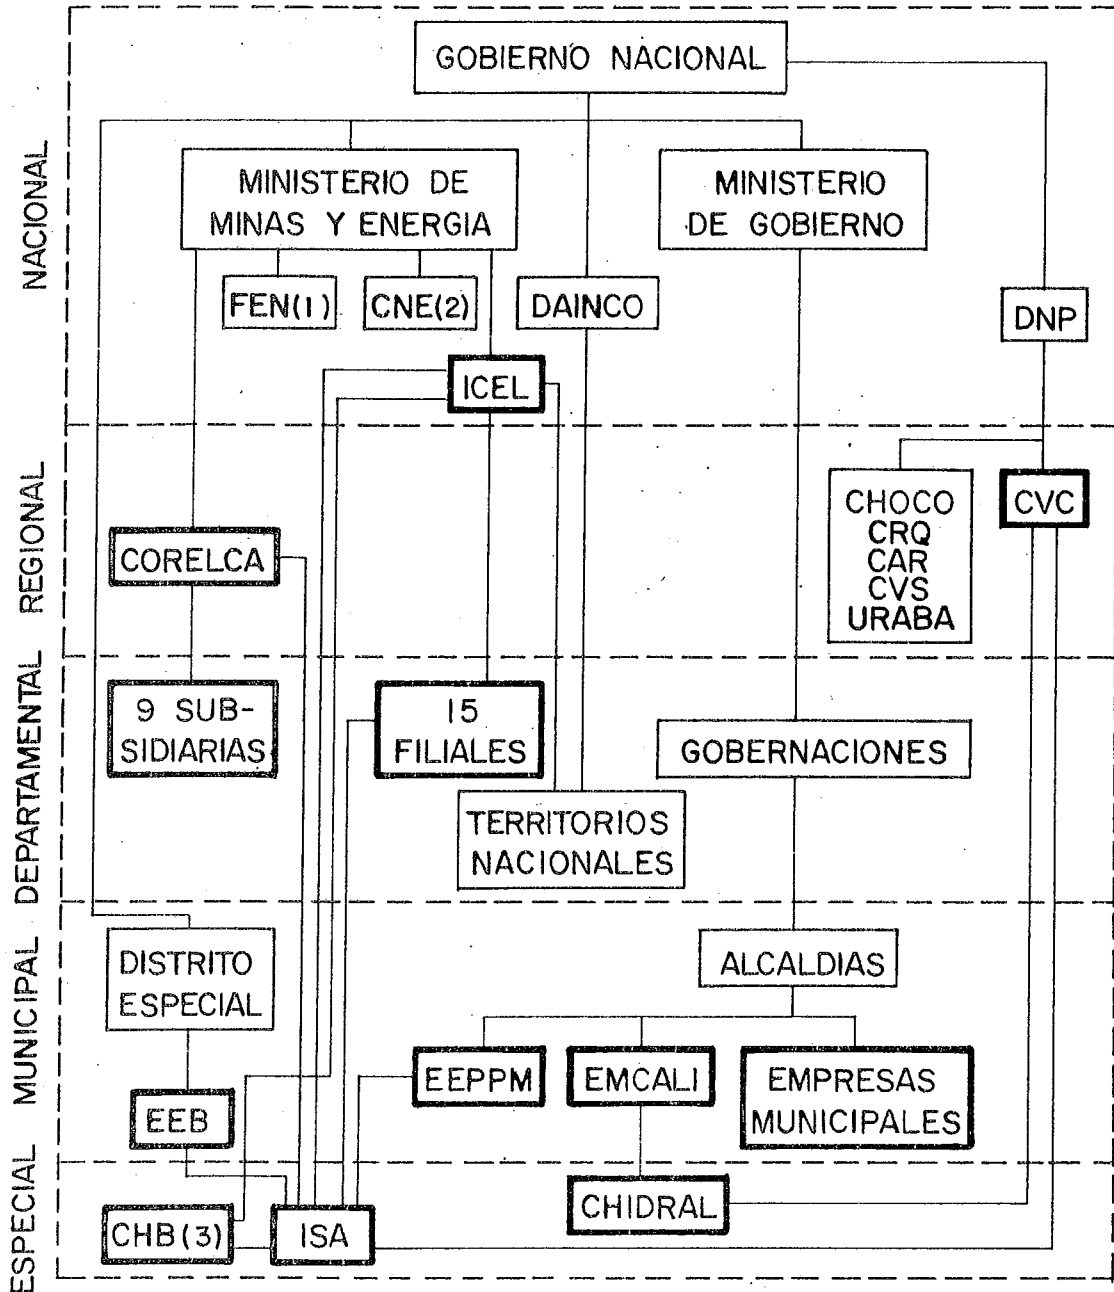 NACIONAL
GOBIERNO NACIONAL
MINISTERIO DE
MINAS Y ENERGIA
MINISTERIO
DE GOBIERNO
FEN(1)
CNE(2)
DAINCO
DNP
ICEL
REGIONAL
CORELCA
CHOCO
CRQ
CAR
CVS
URABA
CVC
DEPARTAMENTAL
9 SUB-
SIDIARIAS
15
FILIALES
GOBERNACIONES
TERRITORIOS
NACIONALES
MUNICIPAL
DISTRITO
ESPECIAL
ALCALDIAS
EEPPM
EMCALI
EMPRESAS
MUNICIPALES
EEB
ESPECIAL
CHB(3)
ISA
CHIDRAL